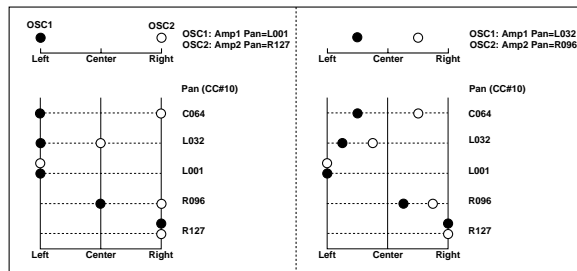 OSC1 OSC2
OSC1: Amp1 Pan=L001
OSC2: Amp2 Pan=R127
Left Center Right
Pan (CC#10)
C064
L032
L001
R096
R127
Left Center Right
OSC1: Amp1 Pan=L032
OSC2: Amp2 Pan=R096
Left Center Right
Pan (CC#10)
C064
L032
L001
R096
R127
Left Center Right